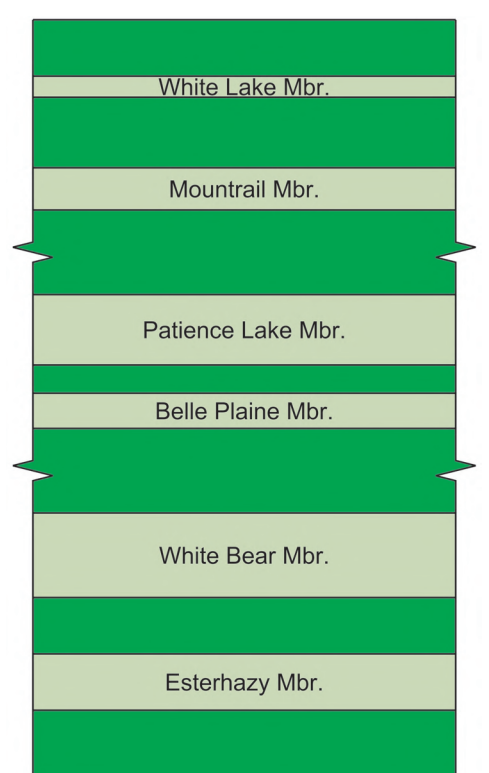 White Lake Mbr.
Mountrail Mbr.
Patience Lake Mbr.
Belle Plaine Mbr.
White Bear Mbr.
Esterhazy Mbr.